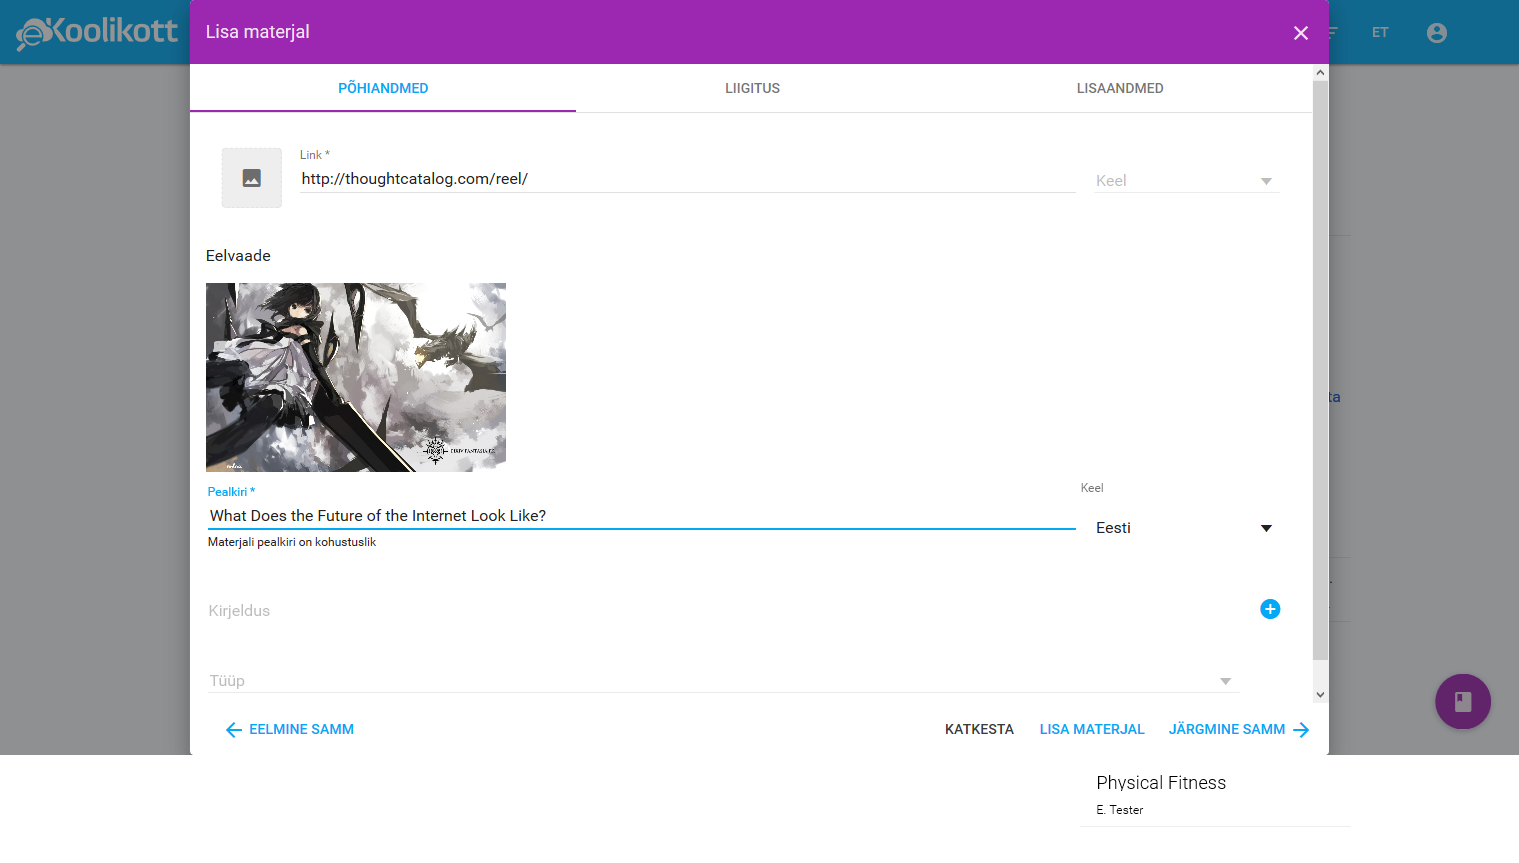 eKoolikott
Lisa materjal
ET
PÕHIANDMED
LIIGITUS
LISAANDMED
Link *
http://thoughtcatalog.com/reel/
Keel
Eelvaade
ta
Pealkiri *
Keel
What Does the Future of the Internet Look Like?
Eesti
Materjali pealkiri on kohustuslik
Kirjeldus
Tüüp
EELMINE SAMM
KATKESTA
LISA MATERJAL
JÄRGMINE SAMM
Physical Fitness
E. Tester